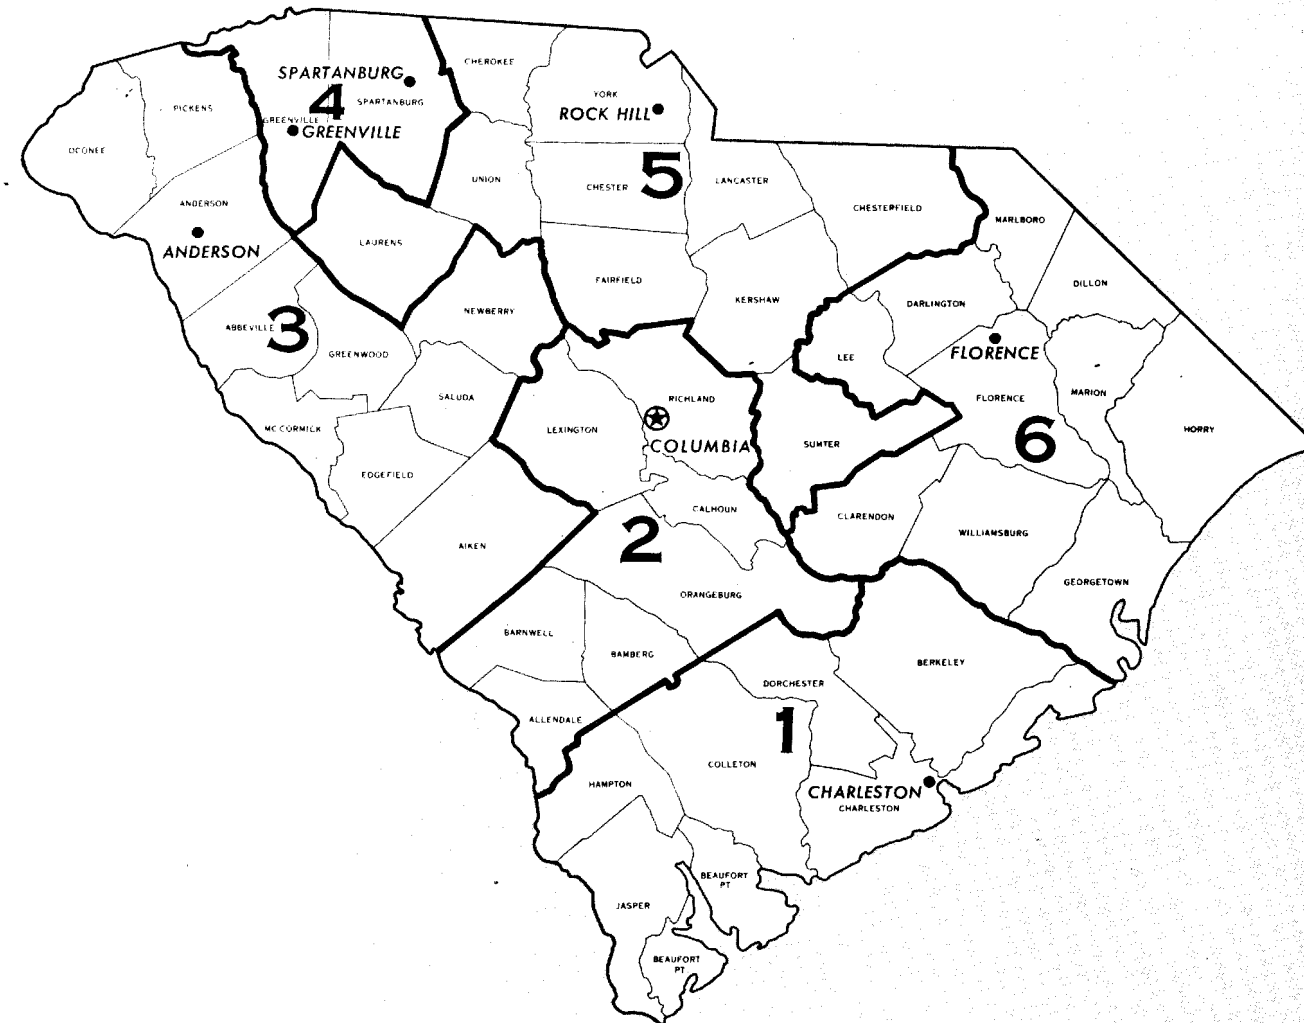 CHEROKEE
SPARTANBURG
4
SPARTANBURG
YORK
ROCK HILL
PICKENS
GREENVILLE
GREENVILLE
OCONEE
UNION
CHESTER
5
LANCASTER
ANDERSON
ANDERSON
CHESTERFIELD
MARLBORO
LAURENS
FAIRFIELD
KERSHAW
DARLINGTON
DILLON
ABBEVILLE
3
NEWBERRY
GREENWOOD
LEE
FLORENCE
SALUDA
RICHLAND
FLORENCE
MARION
MC CORMICK
LEXINGTON
COLUMBIA
SUMTER
6
HORRY
EDGEFIELD
CALHOUN
CLARENDON
WILLIAMSBURG
AIKEN
2
ORANGEBURG
GEORGETOWN
BARNWELL
BAMBERG
BERKELEY
DORCHESTER
ALLENDALE
1
COLLETON
HAMPTON
CHARLESTON
CHARLESTON
BEAUFORT
PT
JASPER
BEAUFORT
PT